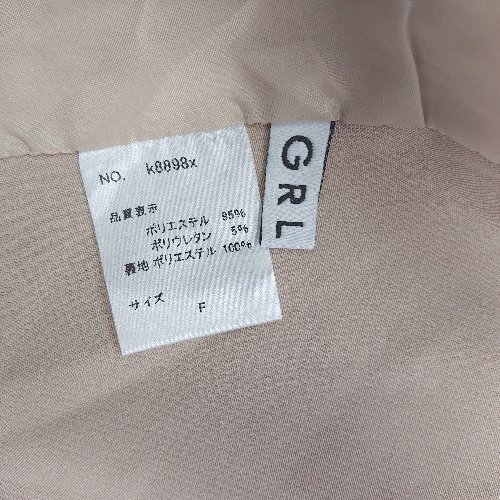 NO. k8898x
品質表示
ポリエステル 95%
ポリウレタン 5%
裏地 ポリエステル 100%
サイズ F
GRL